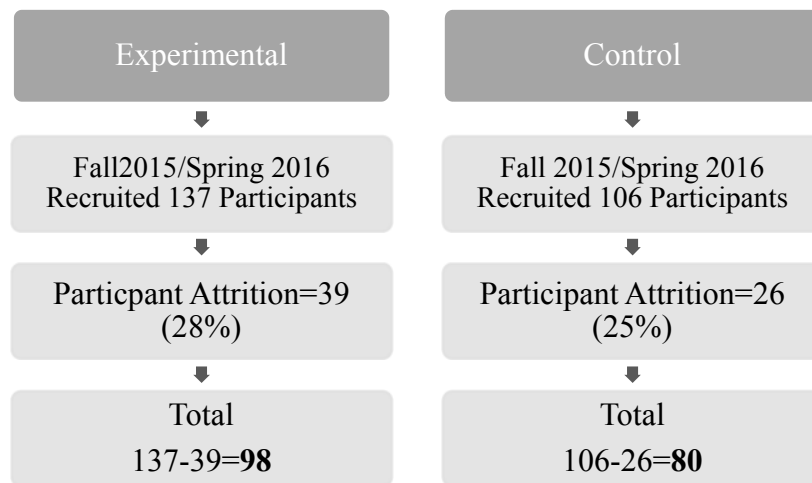 Experimental
Fall2015/Spring 2016
Recruited 137 Participants
Particpant Attrition=39
(28%)
Total
137-39=98
Control
Fall 2015/Spring 2016
Recruited 106 Participants
Participant Attrition=26
(25%)
Total
106-26=80